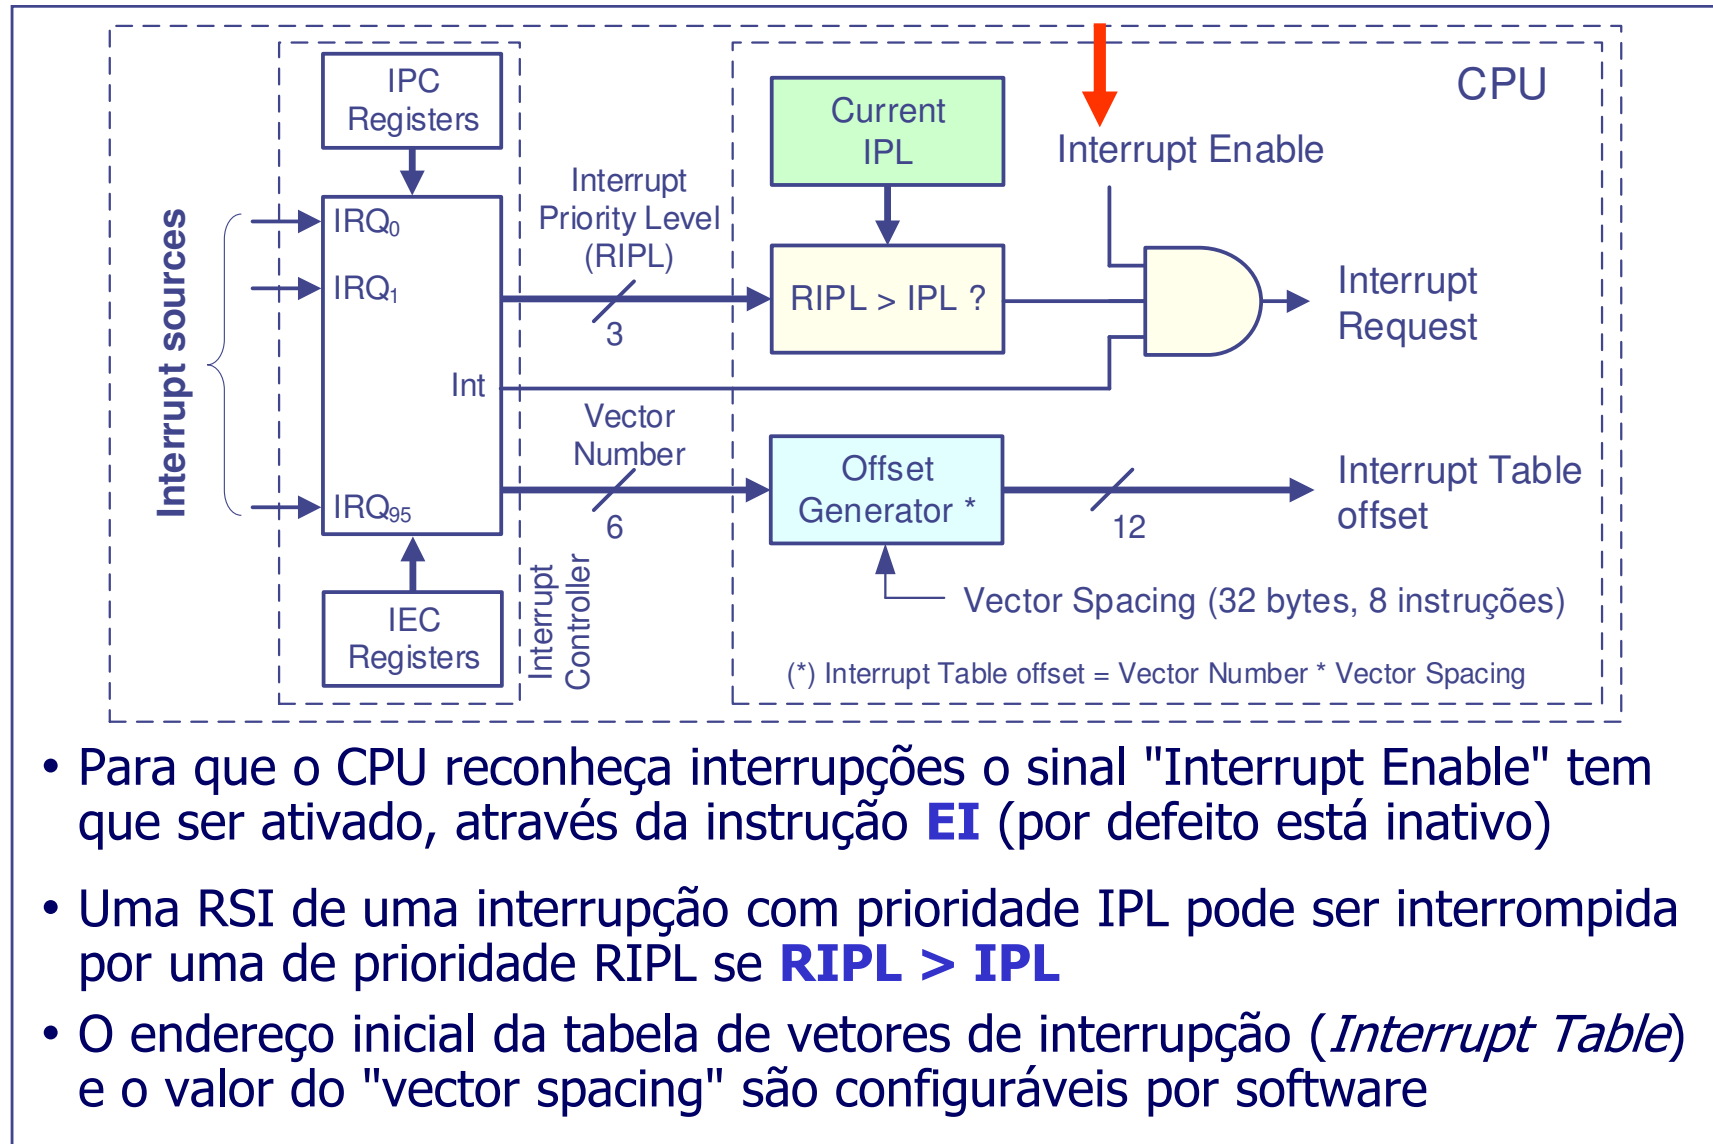 IPC
Registers
Current
IPL
CPU
Interrupt Enable
Interrupt
Priority Level
(RIPL)
3
Interrupt sources
IRQ0
IRQ1
IRQ95
Int
RIPL > IPL ?
Interrupt
Request
Vector
Number
6
Offset
Generator *
12
Interrupt Table
offset
IEC
Registers
Interrupt
Controller
Vector Spacing (32 bytes, 8 instruções)
(*) Interrupt Table offset = Vector Number * Vector Spacing
• Para que o CPU reconheça interrupções o sinal "Interrupt Enable" tem
que ser ativado, através da instrução EI (por defeito está inativo)
• Uma RSI de uma interrupção com prioridade IPL pode ser interrompida
por uma de prioridade RIPL se RIPL > IPL
• O endereço inicial da tabela de vetores de interrupção (Interrupt Table)
e o valor do "vector spacing" são configuráveis por software